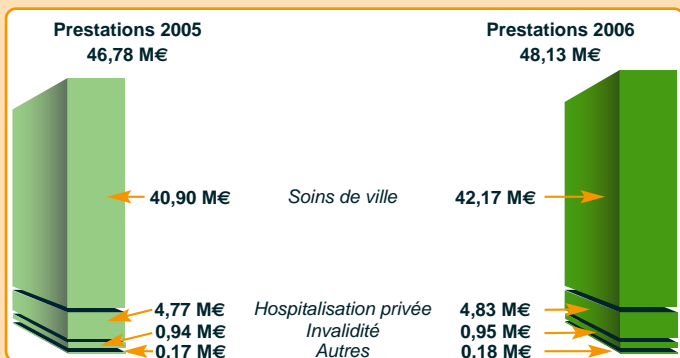 Prestations 2005 Prestations 2006
46,78 M€ 48,13 M€
40,90 M€ Soins de ville 42,17 M€
4,77 M€ Hospitalisation privée 4,83 M€
0,94 M€ Invalidité 0,95 M€
0,17 M€ Autres 0,18 M€